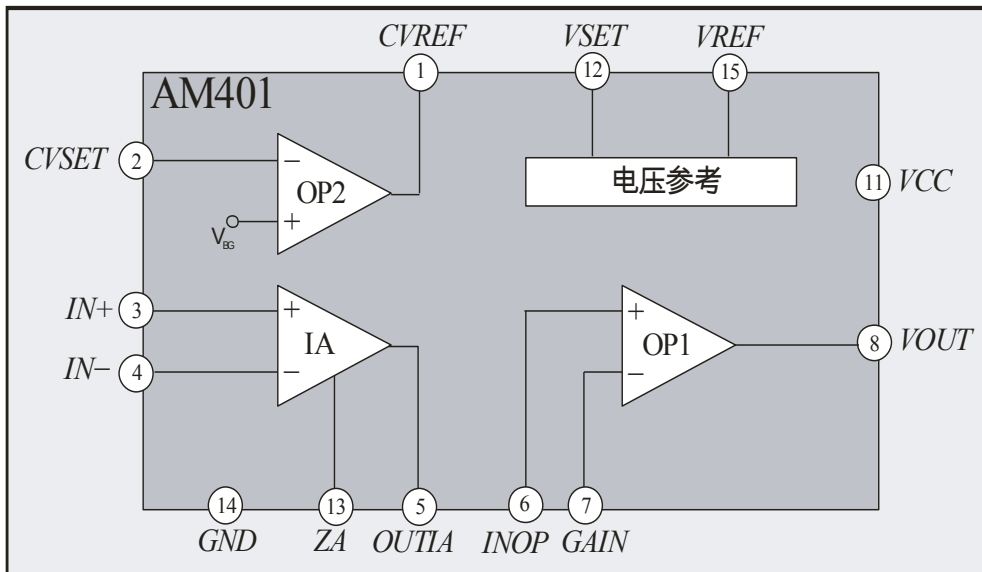 CVREF VSET VREF
1 12 15
AM401
CVSET 2 − OP2 电压参考 11 VCC
VBG +
IN+ 3 + IA + OP1 8 VOUT
IN− 4 − −
14 13 5 6 7
GND ZA OUTIA INOP GAIN